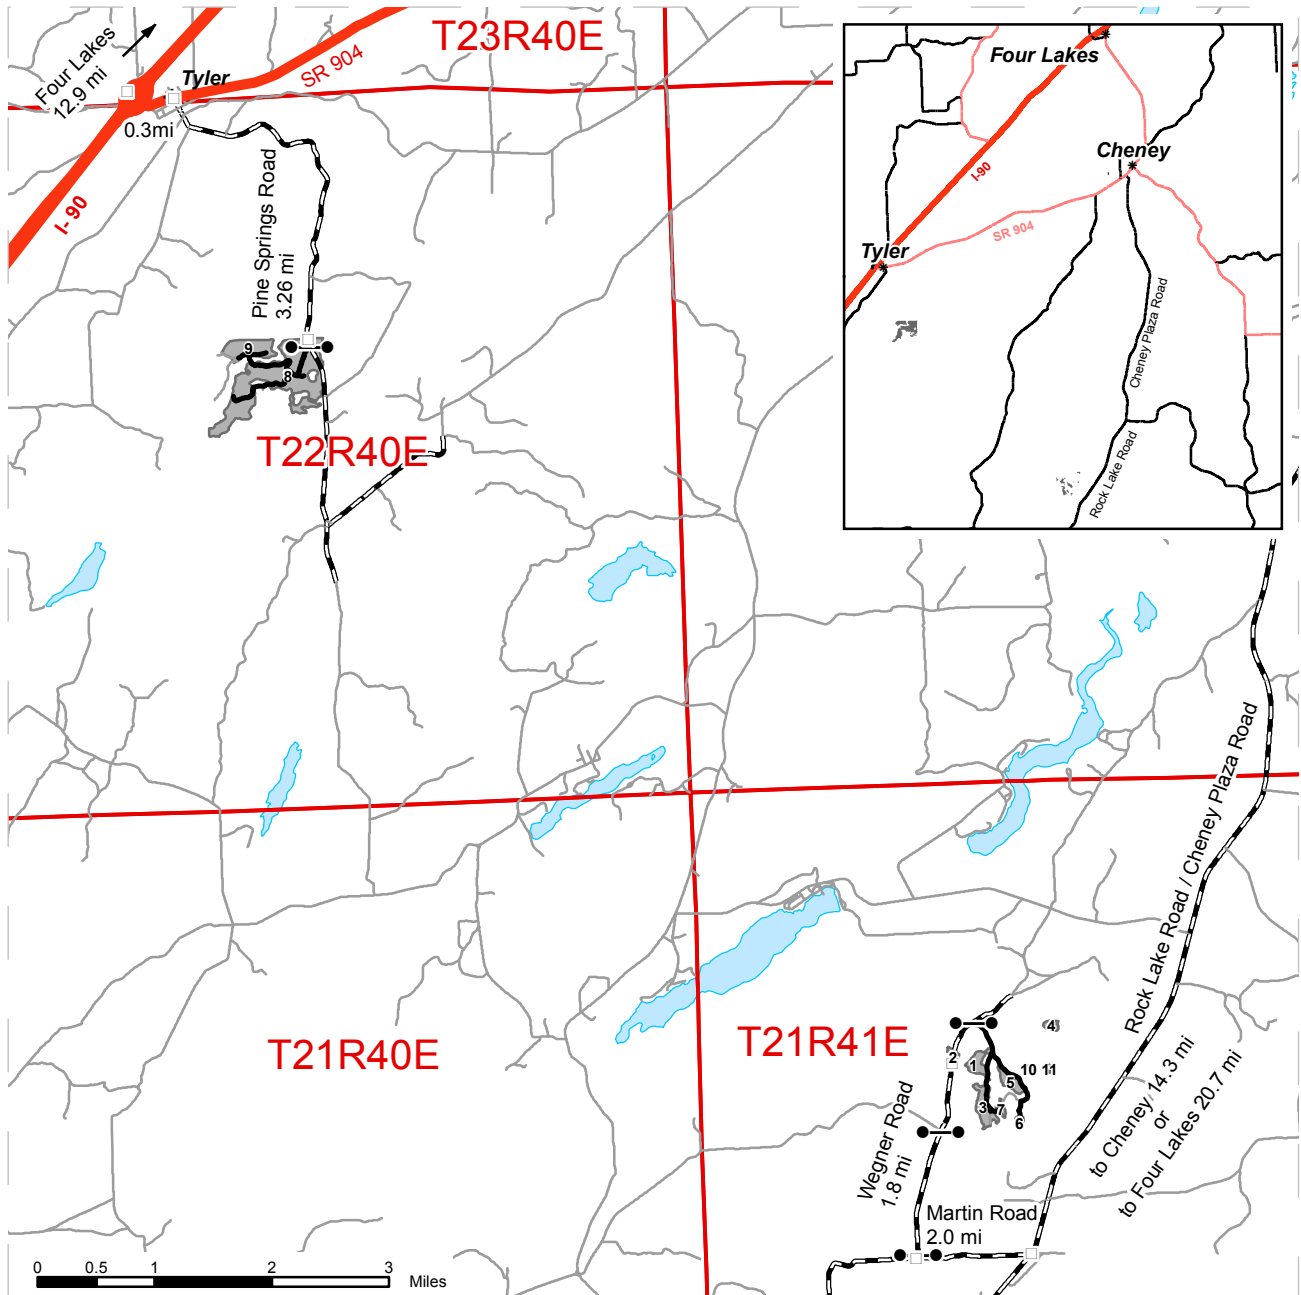 T23R40E
Four Lakes
12.9 mi
Tyler
SR 904
0.3mi
I- 90
Pine Springs Road
3.26 mi
9
8
T22R40E
Four Lakes
Cheney
I-90
Tyler
SR 904
Cheney Plaza Road
Rock Lake Road
Rock Lake Road / Cheney Plaza Road
T21R40E
T21R41E
4
2
1
10 11
5
3
7
6
to Cheney 14.3 mi
or
to Four Lakes 20.7 mi
Wegner Road
1.8 mi
Martin Road
2.0 mi
0
0.5
1
2
3
Miles